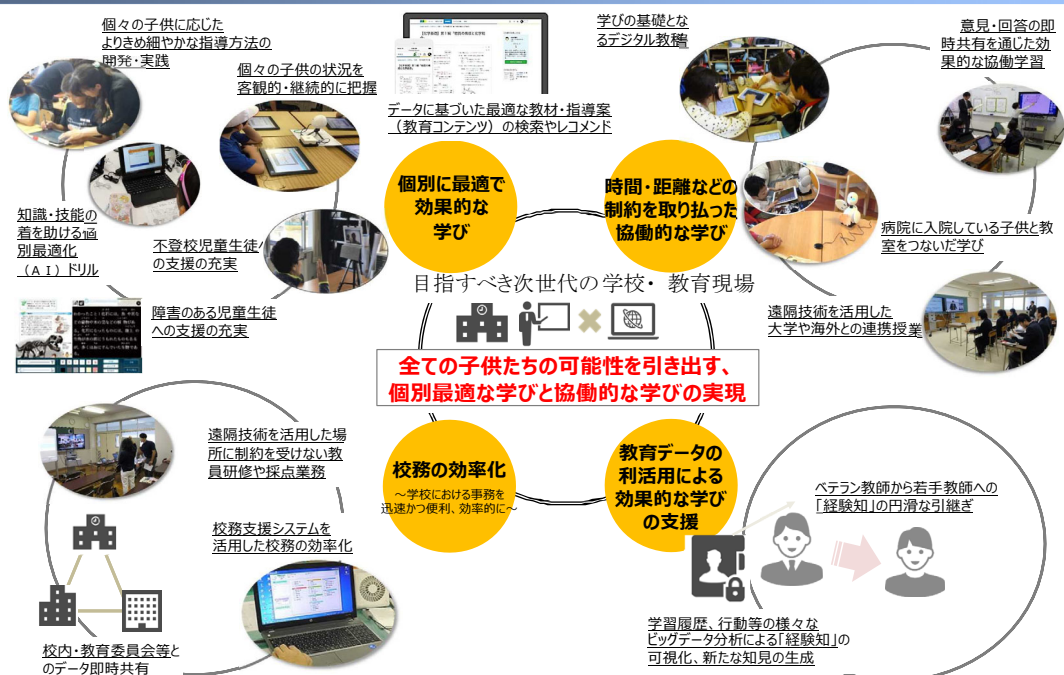 個々の子供に応じた
よりきめ細やかな指導方法の
開発・実践
個々の子供の状況を
客観的・継続的に把握
データに基づいた最適な教材・指導案
（教育コンテンツ）の検索やレコメンド
学びの基礎とな
るデジタル教科書
意見・回答の即
時共有を通じた効
果的な協働学習
個別に最適で
効果的な
学び
時間・距離などの
制約を取り払った
協働的な学び
知識・技能の
着を助ける個
別最適化
（ＡＩ）ドリル
不登校児童生徒
の支援の充実
病院に入院している子供と教
室をつないだ学び
目指すべき次世代の学校・ 教育現場
障害のある児童生徒
への支援の充実
遠隔技術を活用した
大学や海外との連携授業
全ての子供たちの可能性を引き出す、
個別最適な学びと協働的な学びの実現
遠隔技術を活用した場
所に制約を受けない教
員研修や採点業務
校務の効率化
～学校における事務を
迅速かつ便利、効率的に～
教育データの
利活用による
効果的な学び
の支援
ベテラン教師から若手教師への
「経験知」の円滑な引継ぎ
校務支援システムを
活用した校務の効率化
学習履歴、行動等の様々な
ビッグデータ分析による「経験知」の
可視化、新たな知見の生成
校内・教育委員会等と
のデータ即時共有